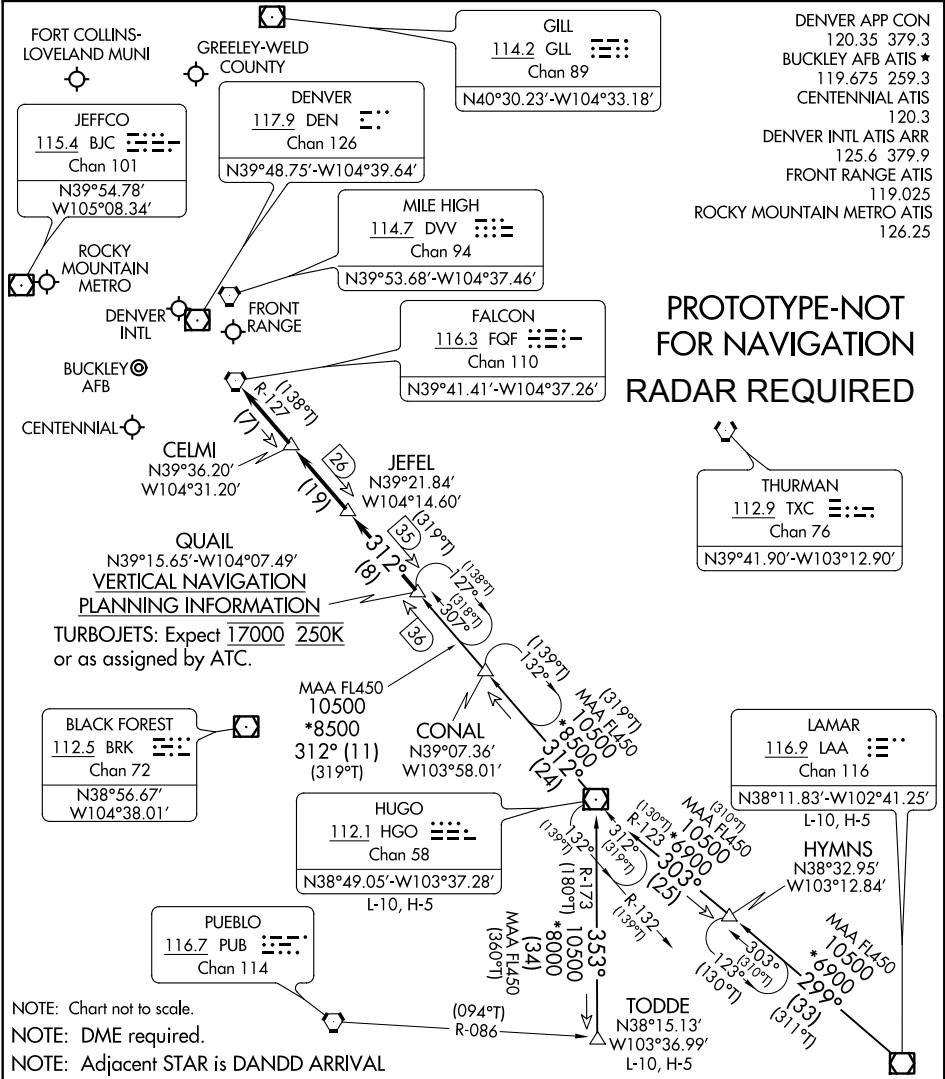 FORT COLLINS-
LOVELAND MUNI
GREELEY-WELD
COUNTY
GILL
114.2 GLL
Chan 89
N40°30.23'-W104°33.18'
DENVER APP CON
120.35 379.3
BUCKLEY AFB ATIS ★
119.675 259.3
CENTENNIAL ATIS
120.3
DENVER INTL ATIS ARR
125.6 379.9
FRONT RANGE ATIS
119.025
ROCKY MOUNTAIN METRO ATIS
126.25
JEFFCO
115.4 BJC
Chan 101
N39°54.78'
W105°08.34'
DENVER
117.9 DEN
Chan 126
N39°48.75'-W104°39.64'
MILE HIGH
114.7 DVV
Chan 94
N39°53.68'-W104°37.46'
ROCKY
MOUNTAIN
METRO
DENVER
INTL
FRONT
RANGE
FALCON
116.3 FQF
Chan 110
N39°41.41'-W104°37.26'
PROTOTYPE-NOT
FOR NAVIGATION
RADAR REQUIRED
BUCKLEY
AFB
CENTENNIAL
(138°T)
R-127
(7)
CELMI
N39°36.20'
W104°31.20'
26
(19)
JEFEL
N39°21.84'
W104°14.60'
THURMAN
112.9 TXC
Chan 76
N39°41.90'-W103°12.90'
(319°T)
35
312°
(8)
QUAIL
N39°15.65'-W104°07.49'
VERTICAL NAVIGATION
PLANNING INFORMATION
TURBOJETS: Expect 17000 250K
or as assigned by ATC.
(138°T)
127°
(318°T)
307°
36
MAA FL450
10500
*8500
312° (11)
(319°T)
(139°T)
132°
CONAL
N39°07.36'
W103°58.01'
(319°T)
MAA FL450
10500
*8500
312°
(24)
BLACK FOREST
112.5 BRK
Chan 72
N38°56.67'
W104°38.01'
LAMAR
116.9 LAA
Chan 116
N38°11.83'-W102°41.25'
L-10, H-5
HUGO
112.1 HGO
Chan 58
N38°49.05'-W103°37.28'
L-10, H-5
132°
(139°T)
312°
(319°T)
R-132
(139°T)
(130°T)
R-123
(310°T)
MAA FL450
10500
*6900
303°
(25)
HYMNS
N38°32.95'
W103°12.84'
303°
(310°T)
123°
(130°T)
MAA FL450
10500
*6900
299°
(33)
(311°T)
R-173
(180°T)
353°
10500
*8000
(34)
MAA FL450
(360°T)
PUEBLO
116.7 PUB
Chan 114
(094°T)
R-086
TODDE
N38°15.13'
W103°36.99'
L-10, H-5
NOTE: Chart not to scale.
NOTE: DME required.
NOTE: Adjacent STAR is DANDD ARRIVAL